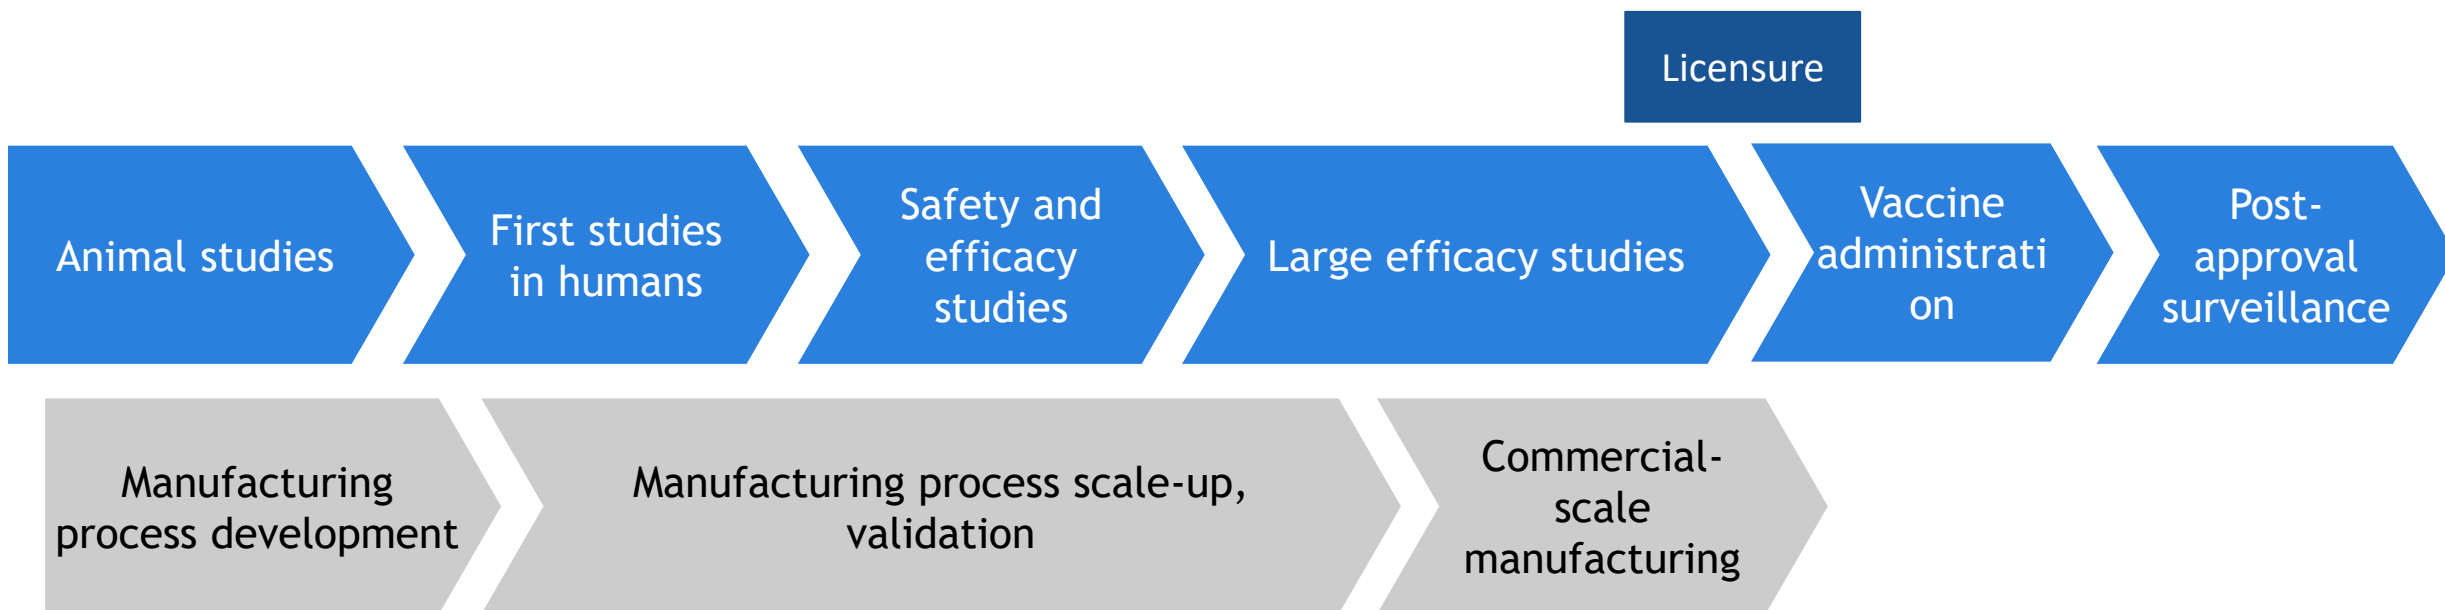 Licensure
Animal studies
First studies
in humans
Safety and
efficacy
studies
Large efficacy studies
Vaccine
administrati
on
Post-
approval
surveillance
Manufacturing
process development
Manufacturing process scale-up,
validation
Commercial-
scale
manufacturing